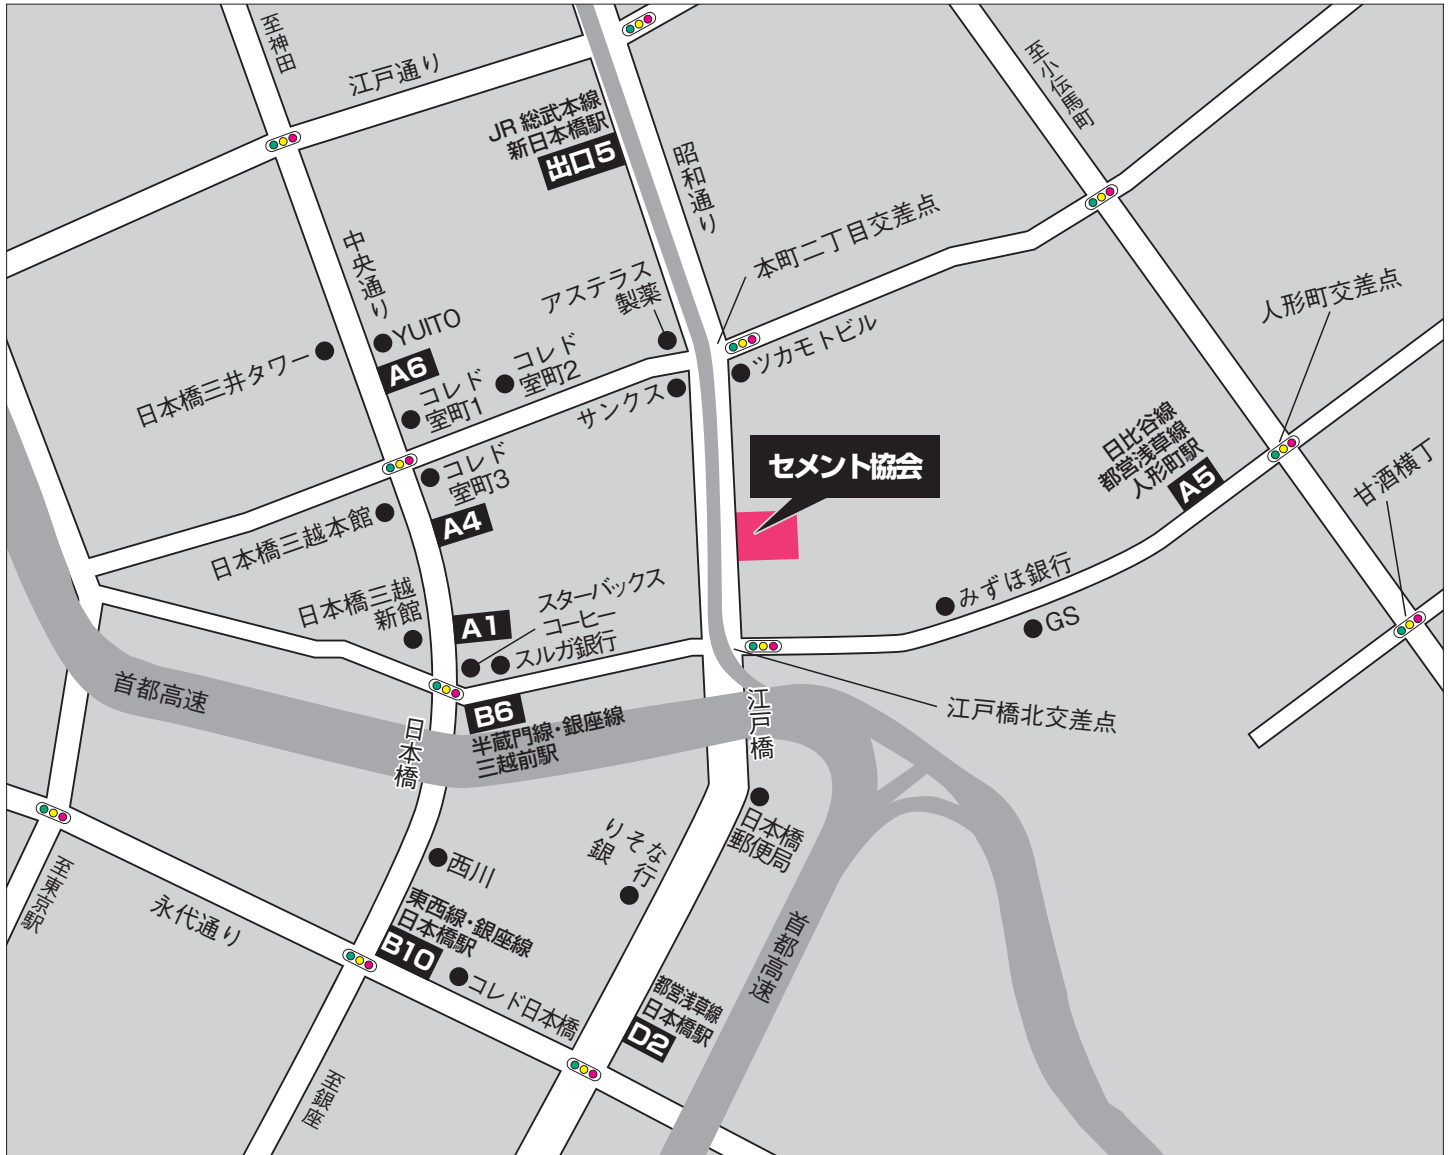 至神田
江戸通り
JR 総武本線
新日本橋駅
出口5
昭和通り
至小伝馬町
本町二丁目交差点
人形町交差点
中央通り
アステラス
製薬
YUITO
A6
日本橋三井タワー
コレド
室町1
コレド
室町2
サンクス
ツカモトビル
コレド
室町3
A4
セメント協会
日比谷線
都営浅草線
人形町駅
A5
甘酒横丁
日本橋三越本館
日本橋三越
新館
A1
スターバックス
コーヒー
スルガ銀行
みずほ銀行
GS
首都高速
B6
半蔵門線・銀座線
三越前駅
日本橋
江戸橋
江戸橋北交差点
日本橋
郵便局
りそな
銀行
西川
至東京駅
永代通り
東西線・銀座線
日本橋駅
B10
コレド日本橋
首都高速
都営浅草線
日本橋駅
D2
至銀座